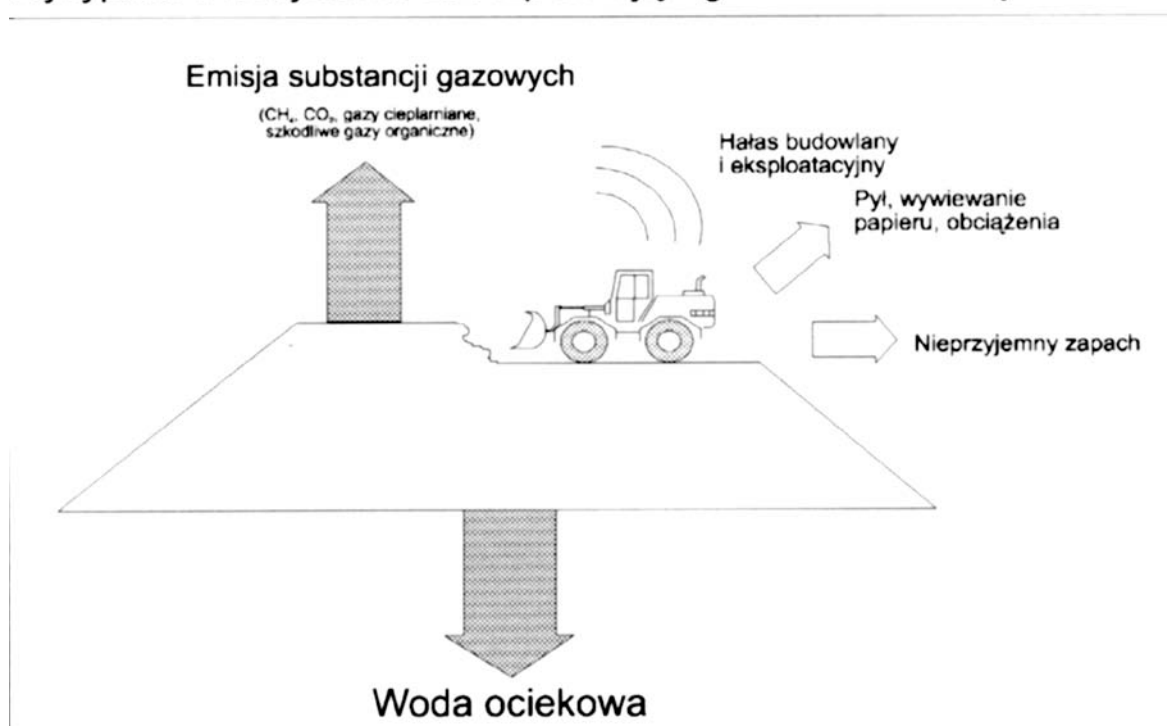 Emisja substancji gazowych
(CH₄, CO₂, gazy cieplarniane,
szkodliwe gazy organiczne)
Hałas budowlany
i eksploatacyjny
Pył, wywiewanie
papieru, obciążenia
Nieprzyjemny zapach
Woda ociekowa